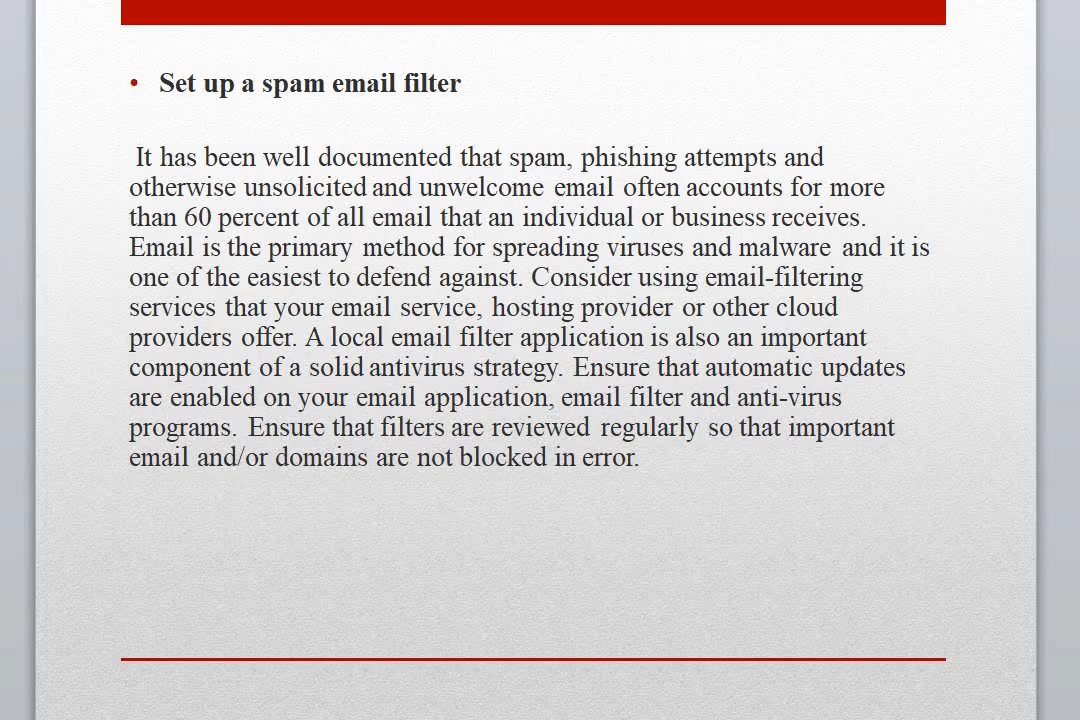 • Set up a spam email filter
It has been well documented that spam, phishing attempts and
otherwise unsolicited and unwelcome email often accounts for more
than 60 percent of all email that an individual or business receives.
Email is the primary method for spreading viruses and malware and it is
one of the easiest to defend against. Consider using email-filtering
services that your email service, hosting provider or other cloud
providers offer. A local email filter application is also an important
component of a solid antivirus strategy. Ensure that automatic updates
are enabled on your email application, email filter and anti-virus
programs. Ensure that filters are reviewed regularly so that important
email and/or domains are not blocked in error.